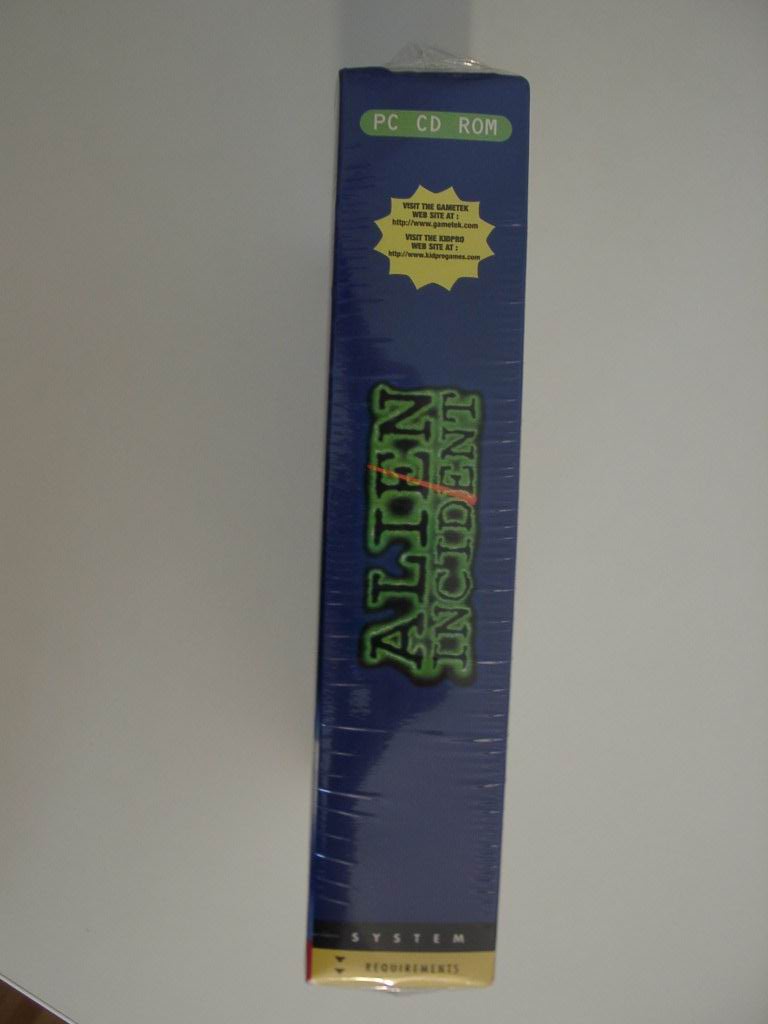 PC CD ROM
VISIT THE GAMETEK
WEB SITE AT :
http://www.gametek.com
VISIT THE KIDPRO
WEB SITE AT :
http://www.kidprogames.com
ALIEN
INCIDENT
SYSTEM
REQUIREMENTS